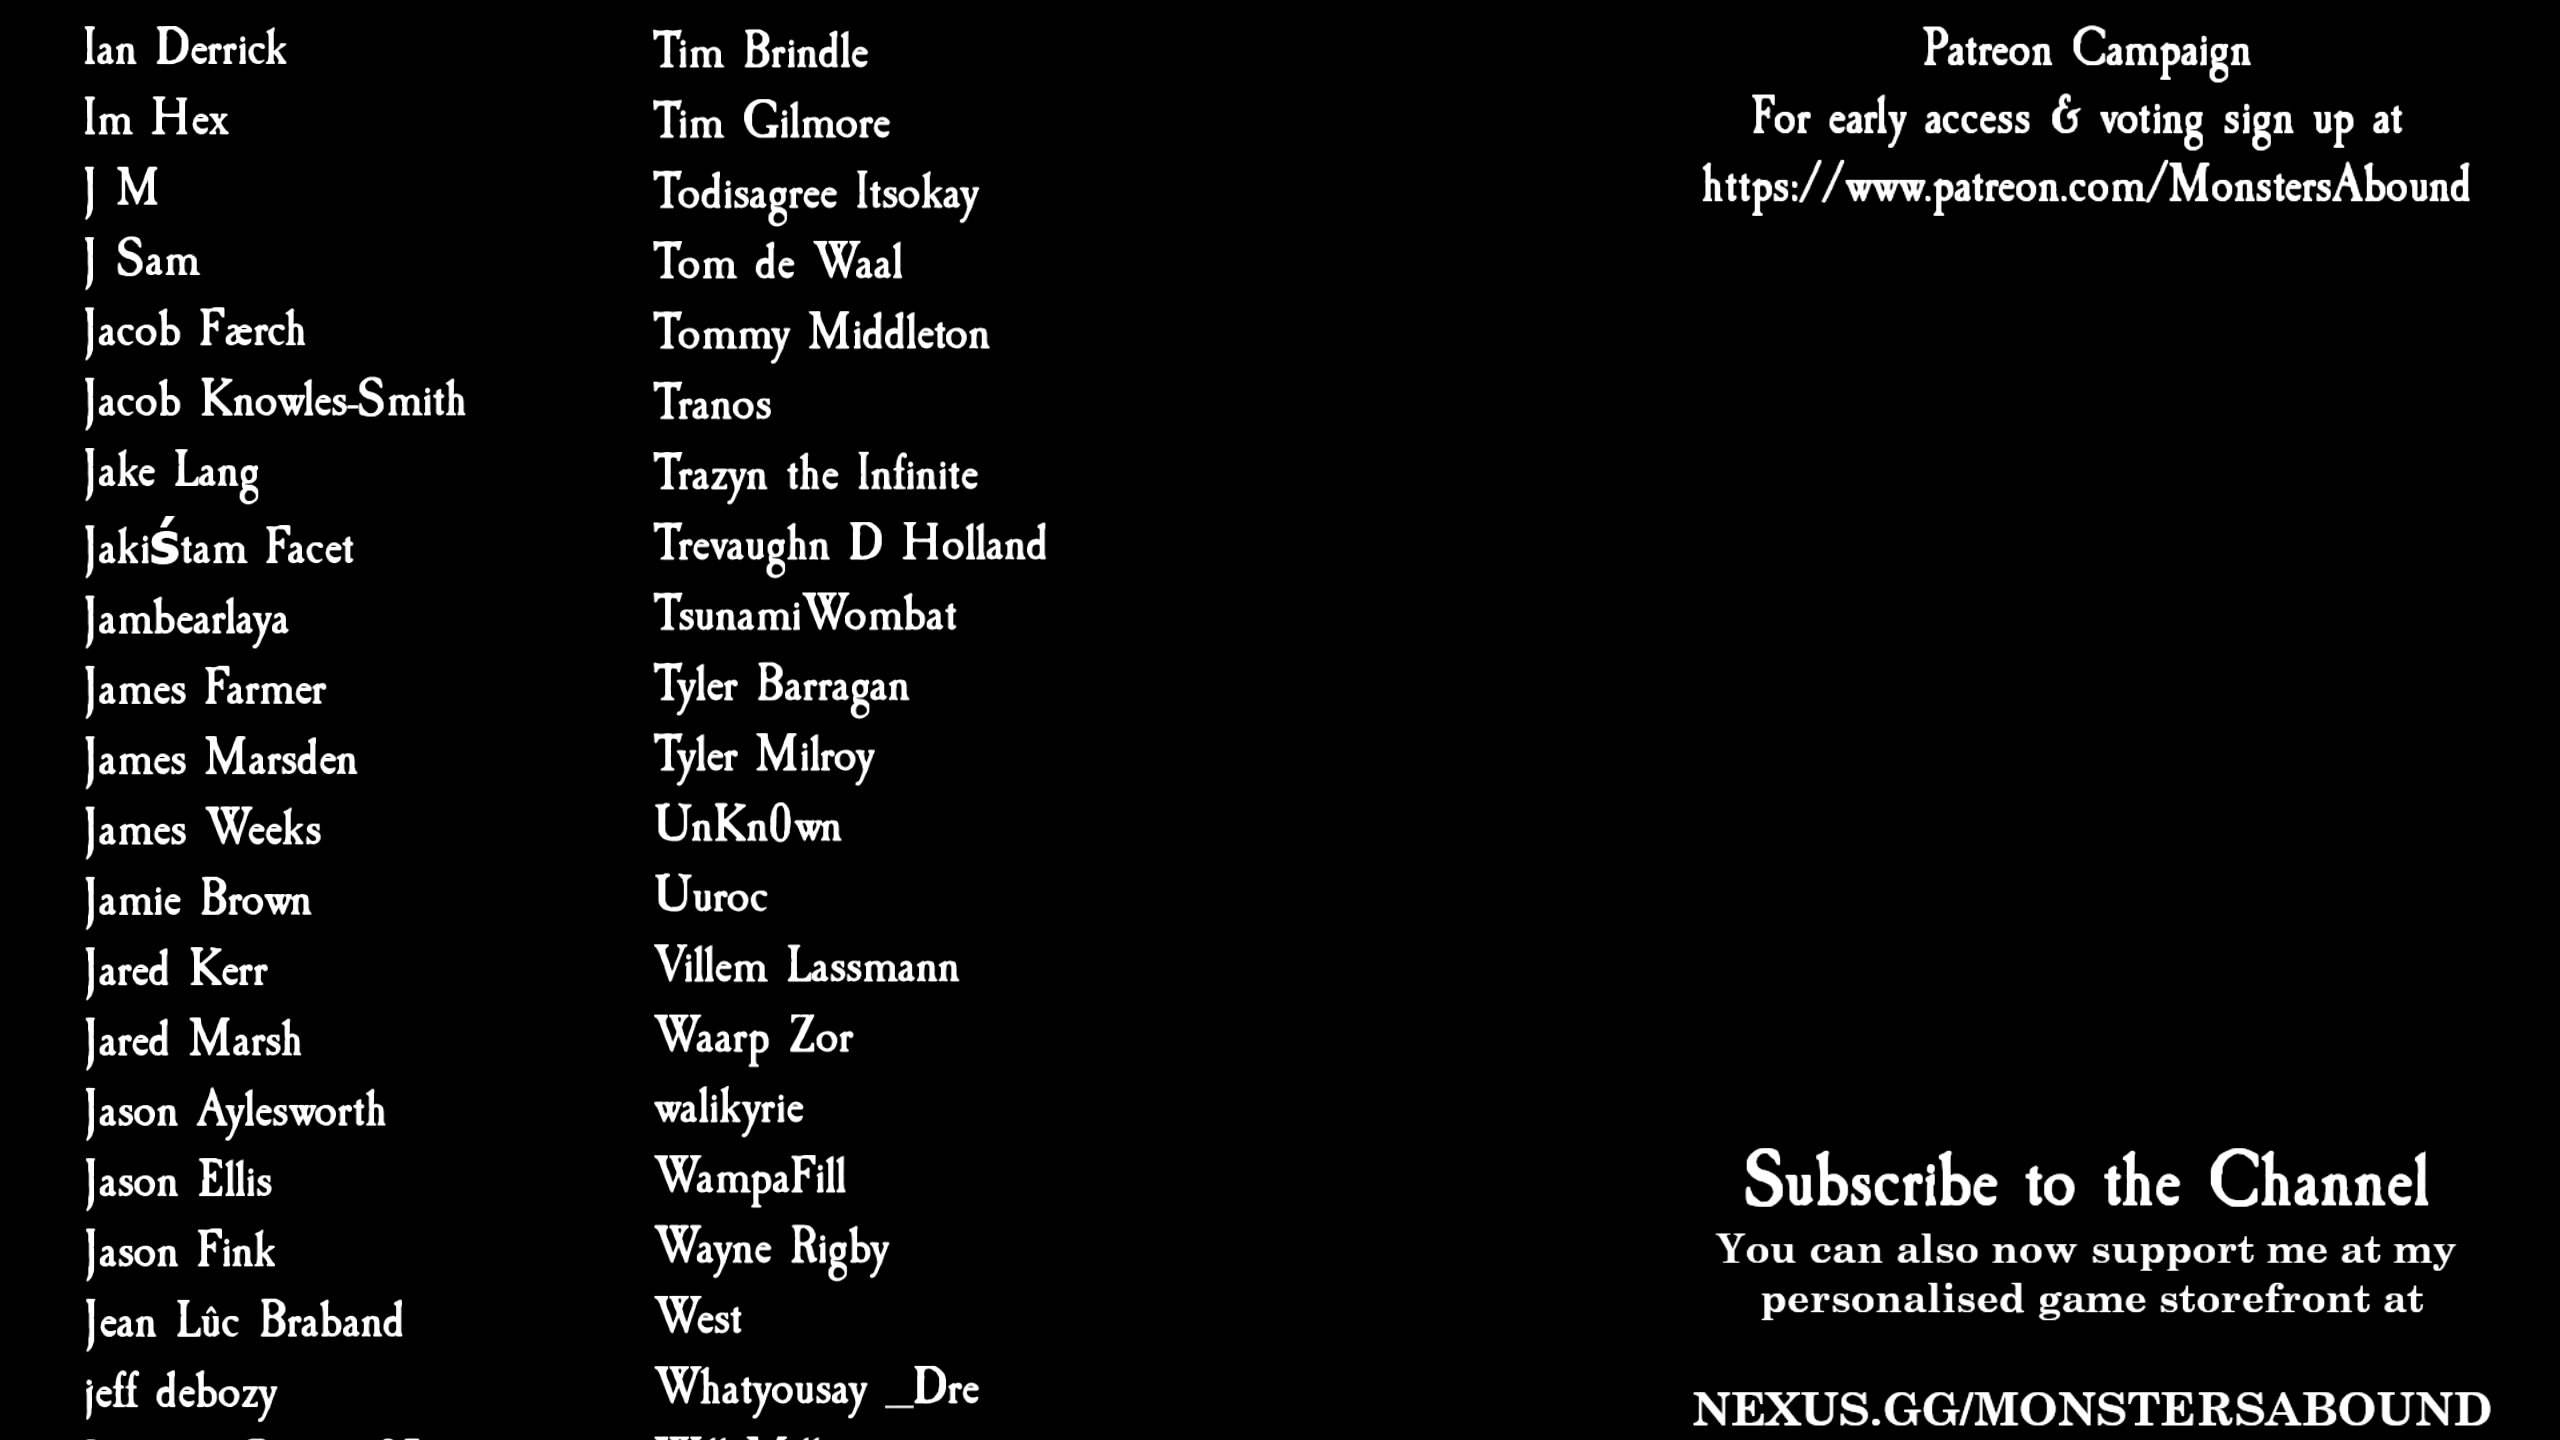 Ian Derrick
Im Hex
J M
J Sam
Jacob Færch
Jacob Knowles-Smith
Jake Lang
Jakiśtam Facet
Jambearlaya
James Farmer
James Marsden
James Weeks
Jamie Brown
Jared Kerr
Jared Marsh
Jason Aylesworth
Jason Ellis
Jason Fink
Jean Lûc Braband
jeff debozy
Tim Brindle
Tim Gilmore
Todisagree Itsokay
Tom de Waal
Tommy Middleton
Tranos
Trazyn the Infinite
Trevaughn D Holland
TsunamiWombat
Tyler Barragan
Tyler Milroy
UnKn0wn
Uuroc
Villem Lassmann
Waarp Zor
walikyrie
WampaFill
Wayne Rigby
West
Whatyousay _Dre
Patreon Campaign
For early access & voting sign up at
https://www.patreon.com/MonstersAbound
Subscribe to the Channel
You can also now support me at my
personalised game storefront at
NEXUS.GG/MONSTERSABOUND